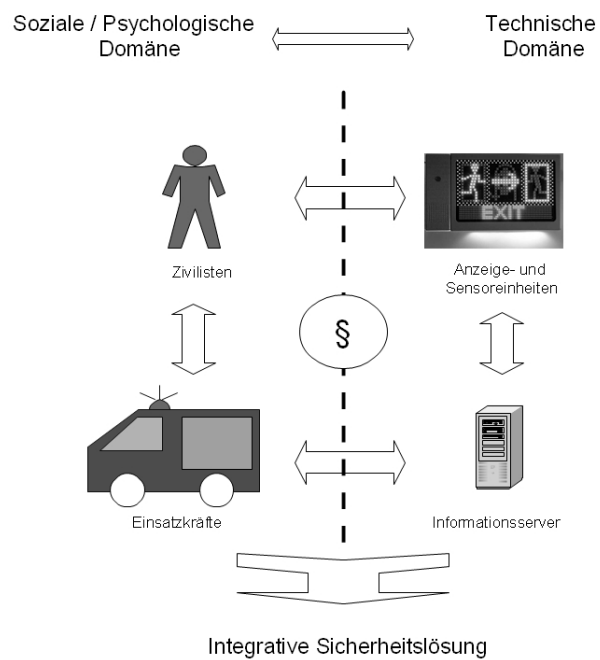 Soziale / Psychologische
Domäne
Technische
Domäne
EXIT
Zivilisten
Anzeige- und
Sensoreinheiten
§
Einsatzkräfte
Informationsserver
Integrative Sicherheitslösung